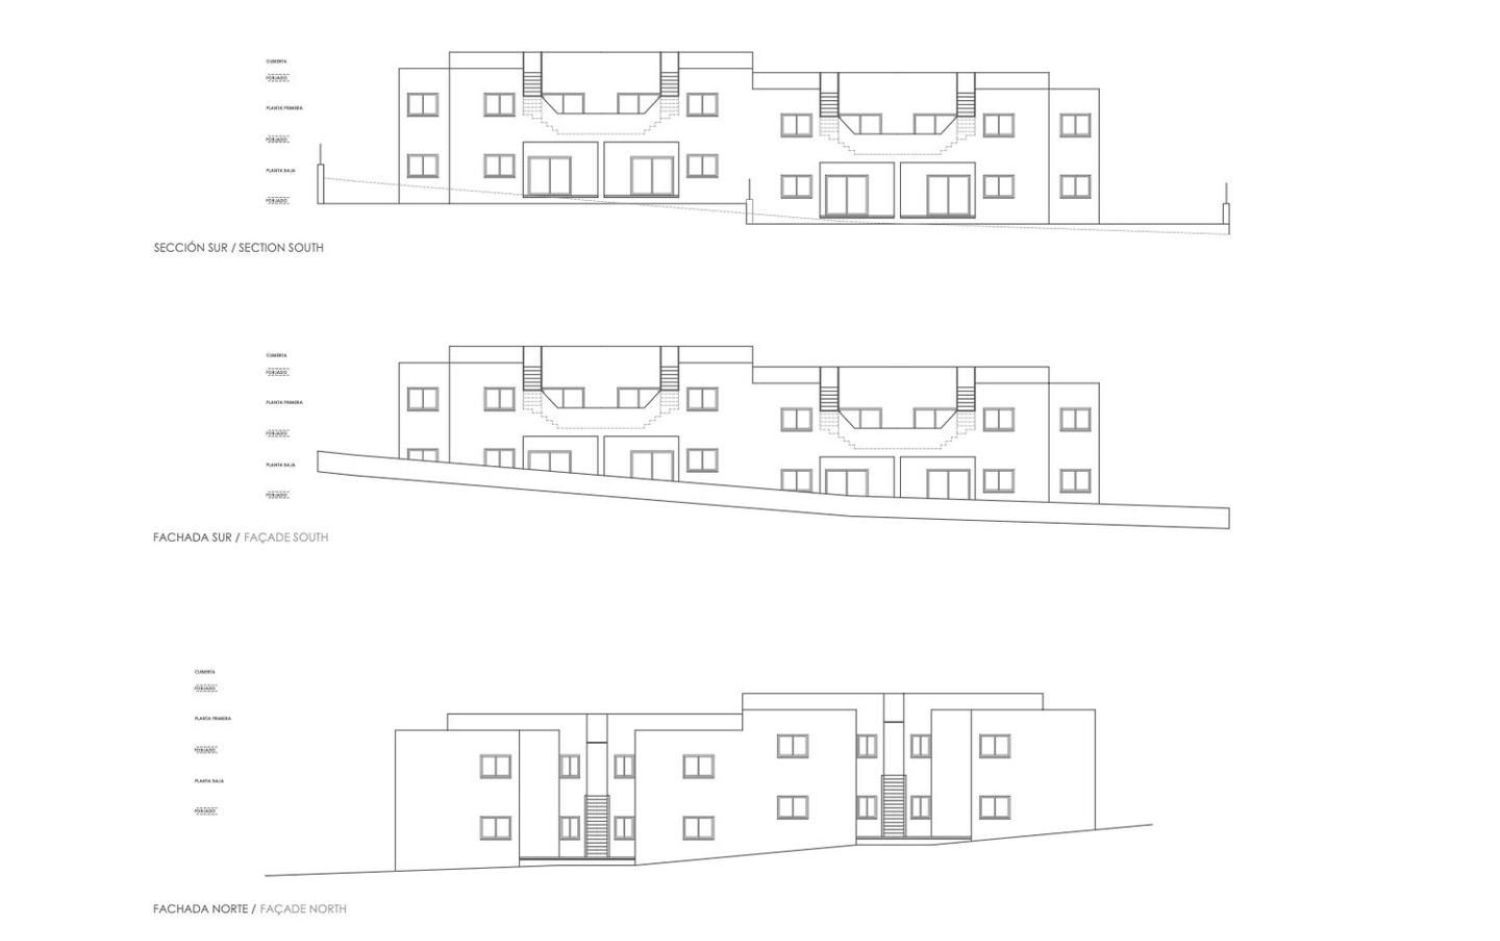 CUBIERTA
FORJADO
PLANTA PRIMERA
FORJADO
PLANTA BAJA
FORJADO
SECCIÓN SUR / SECTION SOUTH
CUBIERTA
FORJADO
PLANTA PRIMERA
FORJADO
PLANTA BAJA
FORJADO
FACHADA SUR / FAÇADE SOUTH
CUBIERTA
FORJADO
PLANTA PRIMERA
FORJADO
PLANTA BAJA
FORJADO
FACHADA NORTE / FAÇADE NORTH